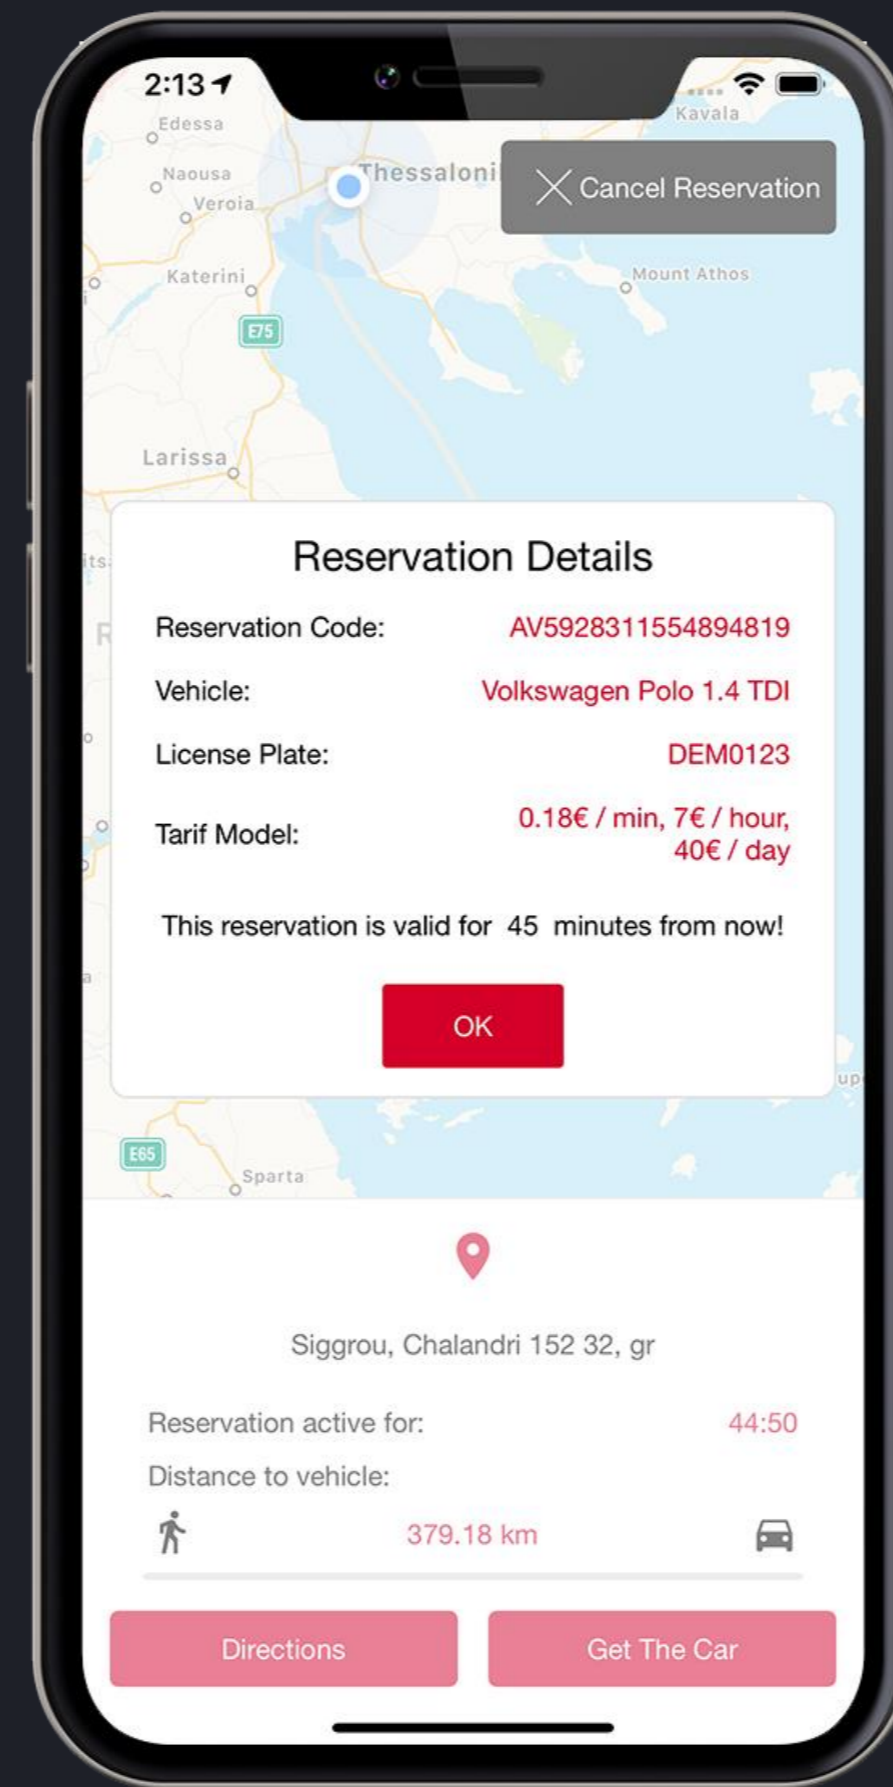 2:13
Kavala
Edessa
Naousa
Thessaloni
Cancel Reservation
Veroia
Katerini
Mount Athos
E75
Larissa
its
Reservation Details
R
Reservation Code: AV5928311554894819
Vehicle: Volkswagen Polo 1.4 TDI
License Plate: DEM0123
Tarif Model: 0.18€ / min, 7€ / hour,
40€ / day
This reservation is valid for 45 minutes from now!
a
OK
up
E65
Sparta
Siggrou, Chalandri 152 32, gr
Reservation active for: 44:50
Distance to vehicle:
379.18 km
Directions
Get The Car